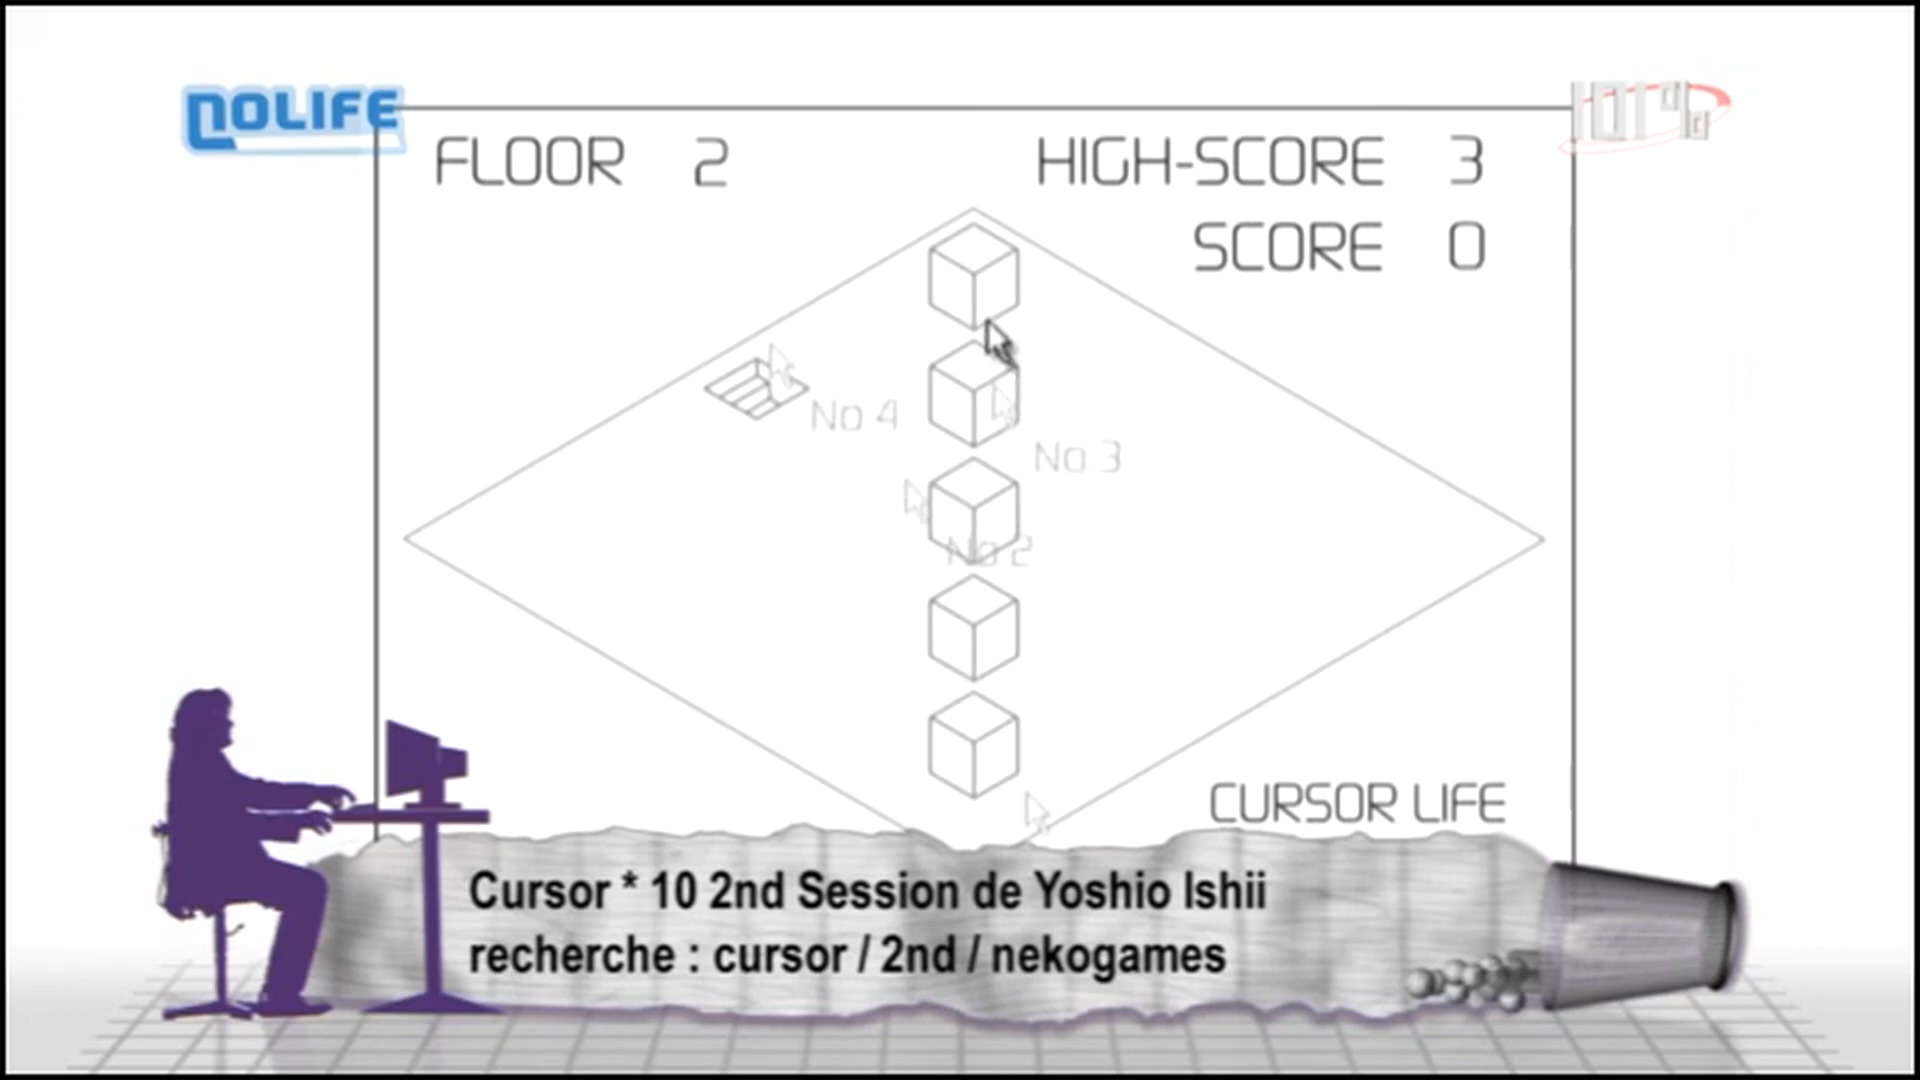 NOLIFE
101%
FLOOR 2
HIGH-SCORE 3
SCORE 0
No 4
No 3
No 2
CURSOR LIFE
Cursor * 10 2nd Session de Yoshio Ishii
recherche : cursor / 2nd / nekogames